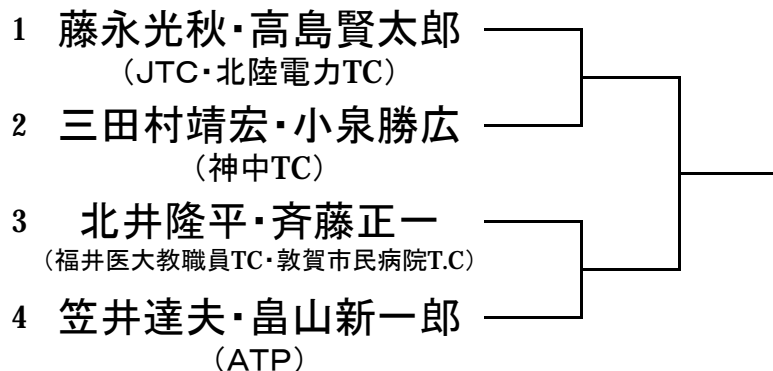 1 藤永光秋・高島賢太郎
（JTC・北陸電力TC）
2 三田村靖宏・小泉勝広
（神中TC）
3 北井隆平・斉藤正一
（福井医大教職員TC・敦賀市民病院T.C）
4 笠井達夫・畠山新一郎
（ATP）